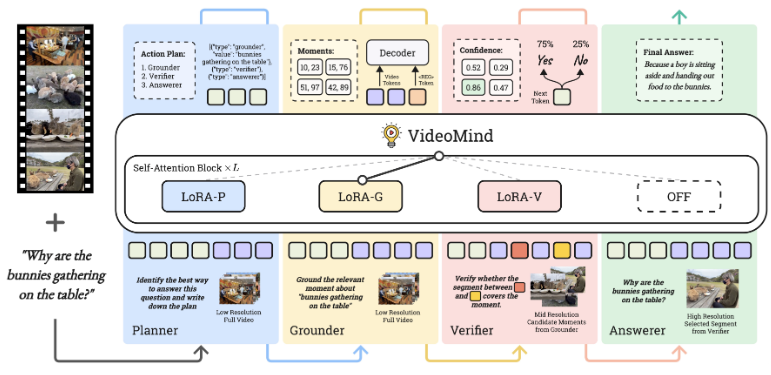 "Why are the
bunnies gathering
on the table?"
Action Plan:
1. Grounder
2. Verifier
3. Answerer
[{"type": "grounder",
"value": "bunnies
gathering on the table"},
{"type": "verifier"},
{"type": "answerer"}]
Moments:
10, 23
15, 76
51, 97
42, 89
Decoder
Video
Tokens
<REG>
Token
Confidence:
0.52
0.29
0.86
0.47
75%
25%
Yes
No
Next
Token
Final Answer:
Because a boy is sitting
aside and handing out
food to the bunnies.
VideoMind
Self-Attention Block × L
LoRA-P
LoRA-G
LoRA-V
OFF
Identify the best way
to answer this
question and write
down the plan
Low Resolution
Full Video
Planner
Ground the relevant
moment about
"bunnies gathering
on the table"
Low Resolution
Full Video
Grounder
Verify whether the
segment between
and covers the
moment.
Mid Resolution
Candidate Moments
from Grounder
Verifier
Why are the
bunnies gathering
on the table?
High Resolution
Selected Segment
from Verifier
Answerer